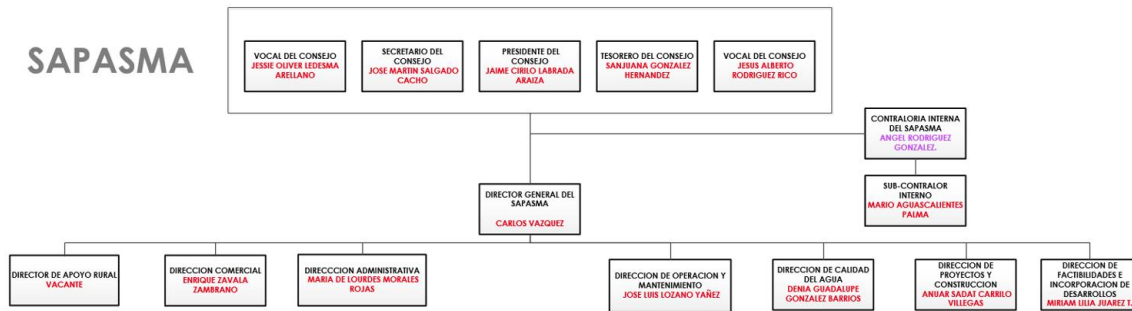 SAPASMA
VOCAL DEL CONSEJO
JESSIE OLIVER LEDESMA
ARELLANO
SECRETARIO DEL
CONSEJO
JOSE MARTIN SALGADO
CACHO
PRESIDENTE DEL
CONSEJO
JAIME CIRILO LABRADA
ARAIZA
TESORERO DEL CONSEJO
SANJUANA GONZALEZ
HERNANDEZ
VOCAL DEL CONSEJO
JESUS ALBERTO
RODRIGUEZ RICO
CONTRALORIA INTERNA
DEL SAPASMA
ANGEL RODRIGUEZ
GONZALEZ.
SUB-CONTRALOR
INTERNO
MARIO AGUASCALIENTES
PALMA
DIRECTOR GENERAL DEL
SAPASMA
CARLOS VAZQUEZ
DIRECTOR DE APOYO RURAL
VACANTE
DIRECCION COMERCIAL
ENRIQUE ZAVALA
ZAMBRANO
DIRECCCION ADMINISTRATIVA
MARIA DE LOURDES MORALES
ROJAS
DIRECCION DE OPERACION Y
MANTENIMIENTO
JOSE LUIS LOZANO YAÑEZ
DIRECCION DE CALIDAD
DEL AGUA
DENIA GUADALUPE
GONZALEZ BARRIOS
DIRECCION DE
PROYECTOS Y
CONSTRUCCION
ANUAR SADAT CARRILO
VILLEGAS
DIRECCION DE
FACTIBILIDADES E
INCORPORACION DE
DESARROLLOS
MIRIAM LILIA JUAREZ T.